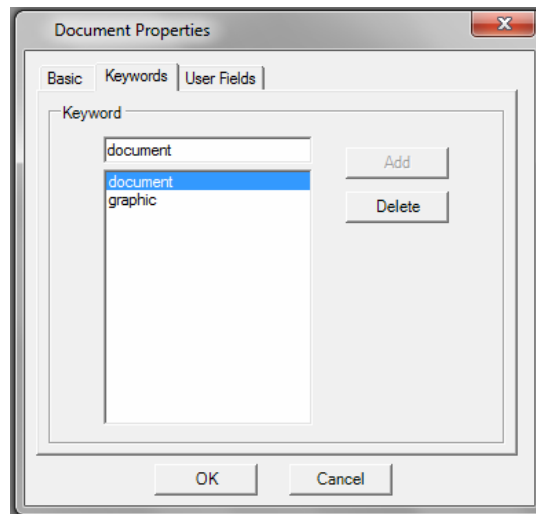 Document Properties
X
Basic Keywords User Fields
Keyword
document
Add
document
graphic
Delete
OK Cancel